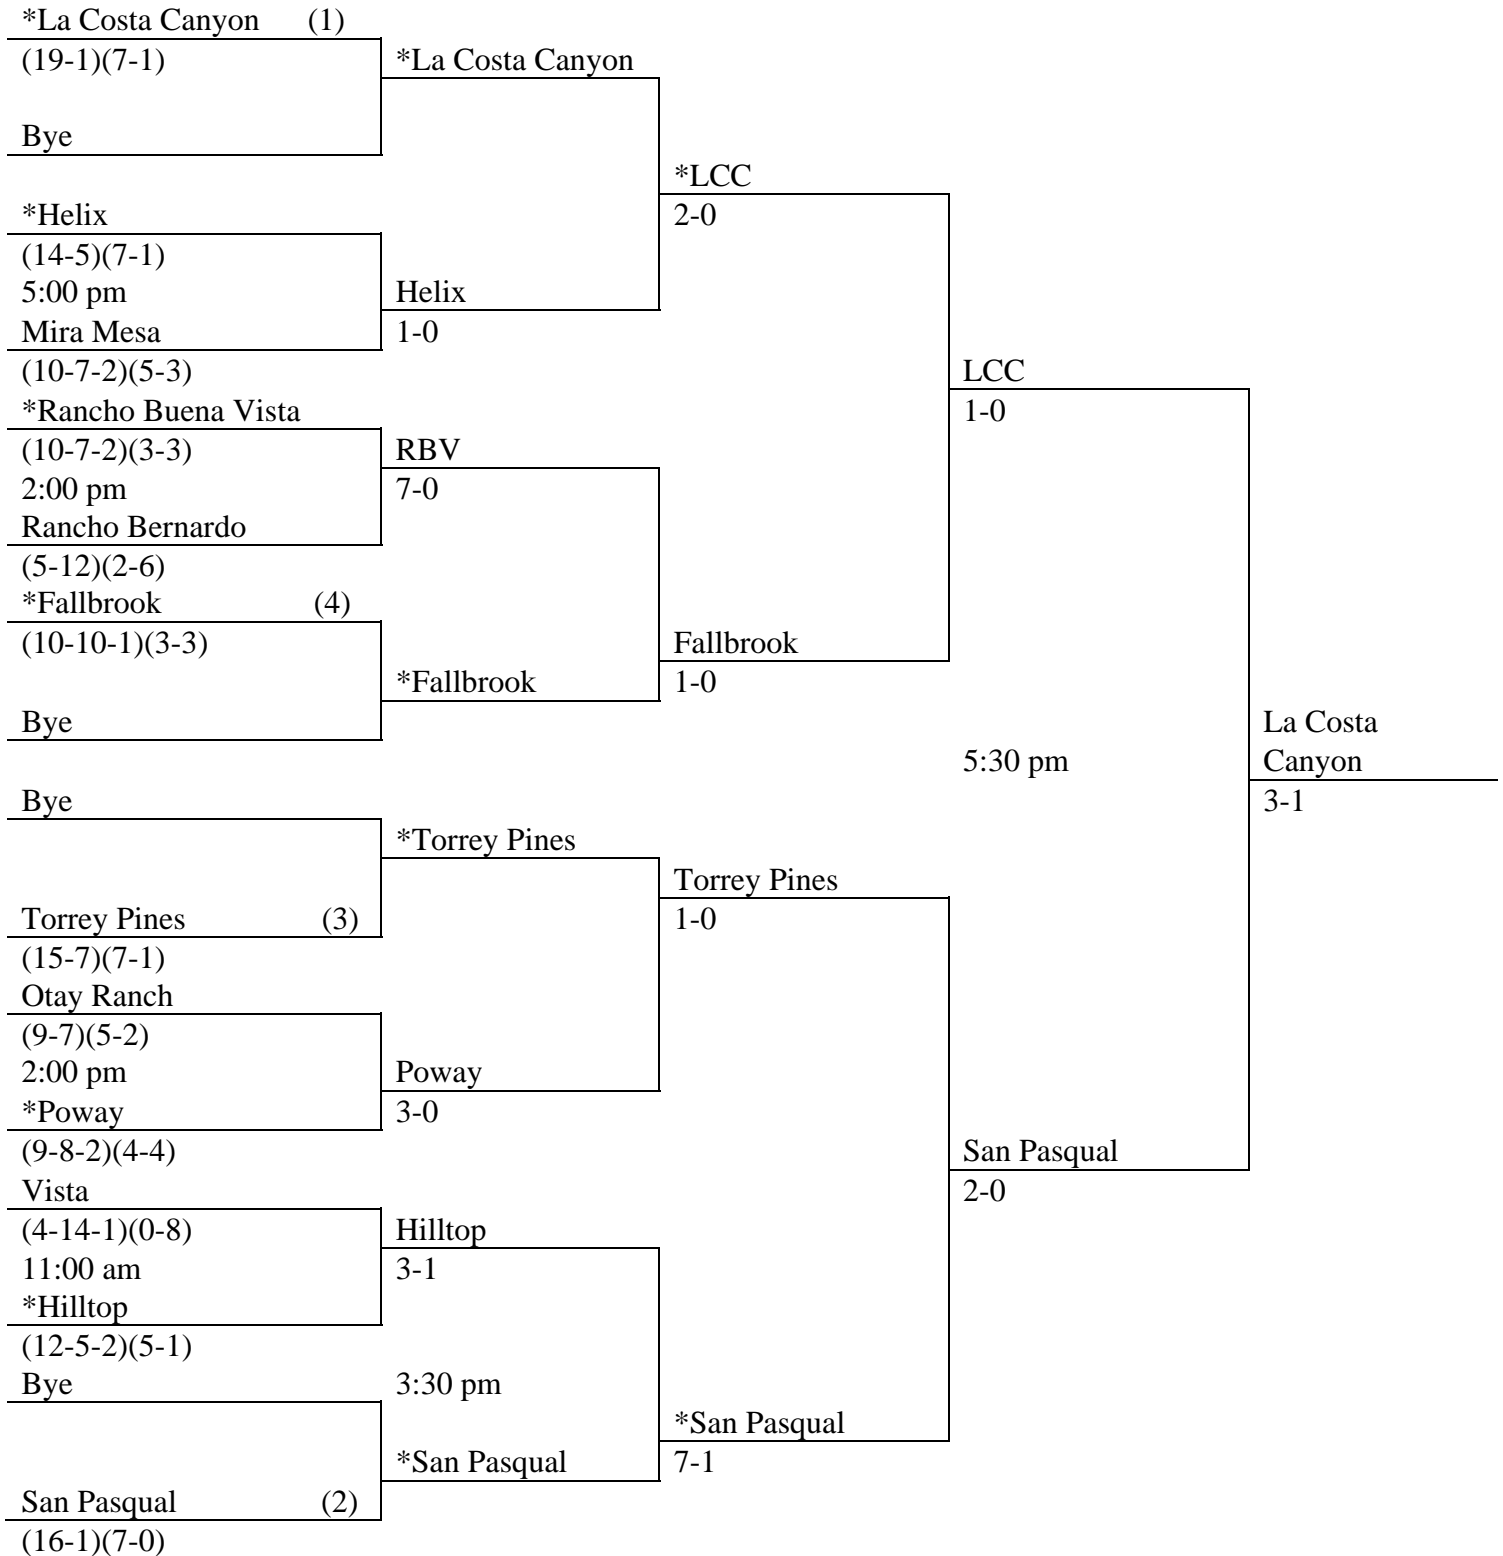 *La Costa Canyon (1)
(19-1)(7-1)
*La Costa Canyon
Bye
*LCC
2-0
*Helix
(14-5)(7-1)
5:00 pm
Helix
Mira Mesa
1-0
(10-7-2)(5-3)
LCC
1-0
*Rancho Buena Vista
(10-7-2)(3-3)
RBV
2:00 pm
7-0
Rancho Bernardo
(5-12)(2-6)
*Fallbrook (4)
(10-10-1)(3-3)
Fallbrook
*Fallbrook
1-0
Bye
La Costa
5:30 pm
Canyon
3-1
Bye
*Torrey Pines
Torrey Pines
Torrey Pines (3)
1-0
(15-7)(7-1)
Otay Ranch
(9-7)(5-2)
2:00 pm
Poway
*Poway
3-0
(9-8-2)(4-4)
San Pasqual
Vista
2-0
(4-14-1)(0-8)
Hilltop
11:00 am
3-1
*Hilltop
(12-5-2)(5-1)
Bye
3:30 pm
*San Pasqual
*San Pasqual
7-1
San Pasqual (2)
(16-1)(7-0)